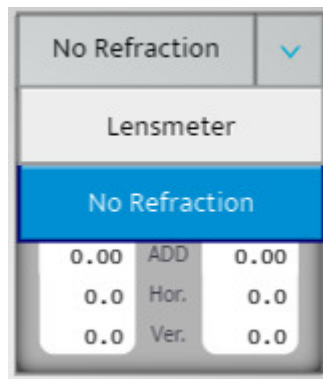 No Refraction
Lensmeter
No Refraction
0.00 ADD 0.00
0.0 Hor. 0.0
0.0 Ver. 0.0